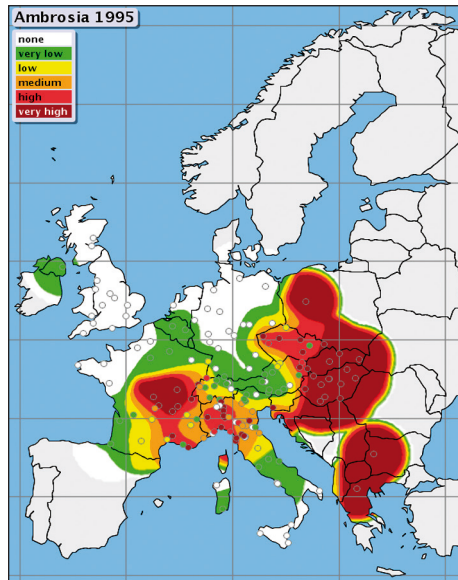 Ambrosia 1995
none
very low
low
medium
high
very high